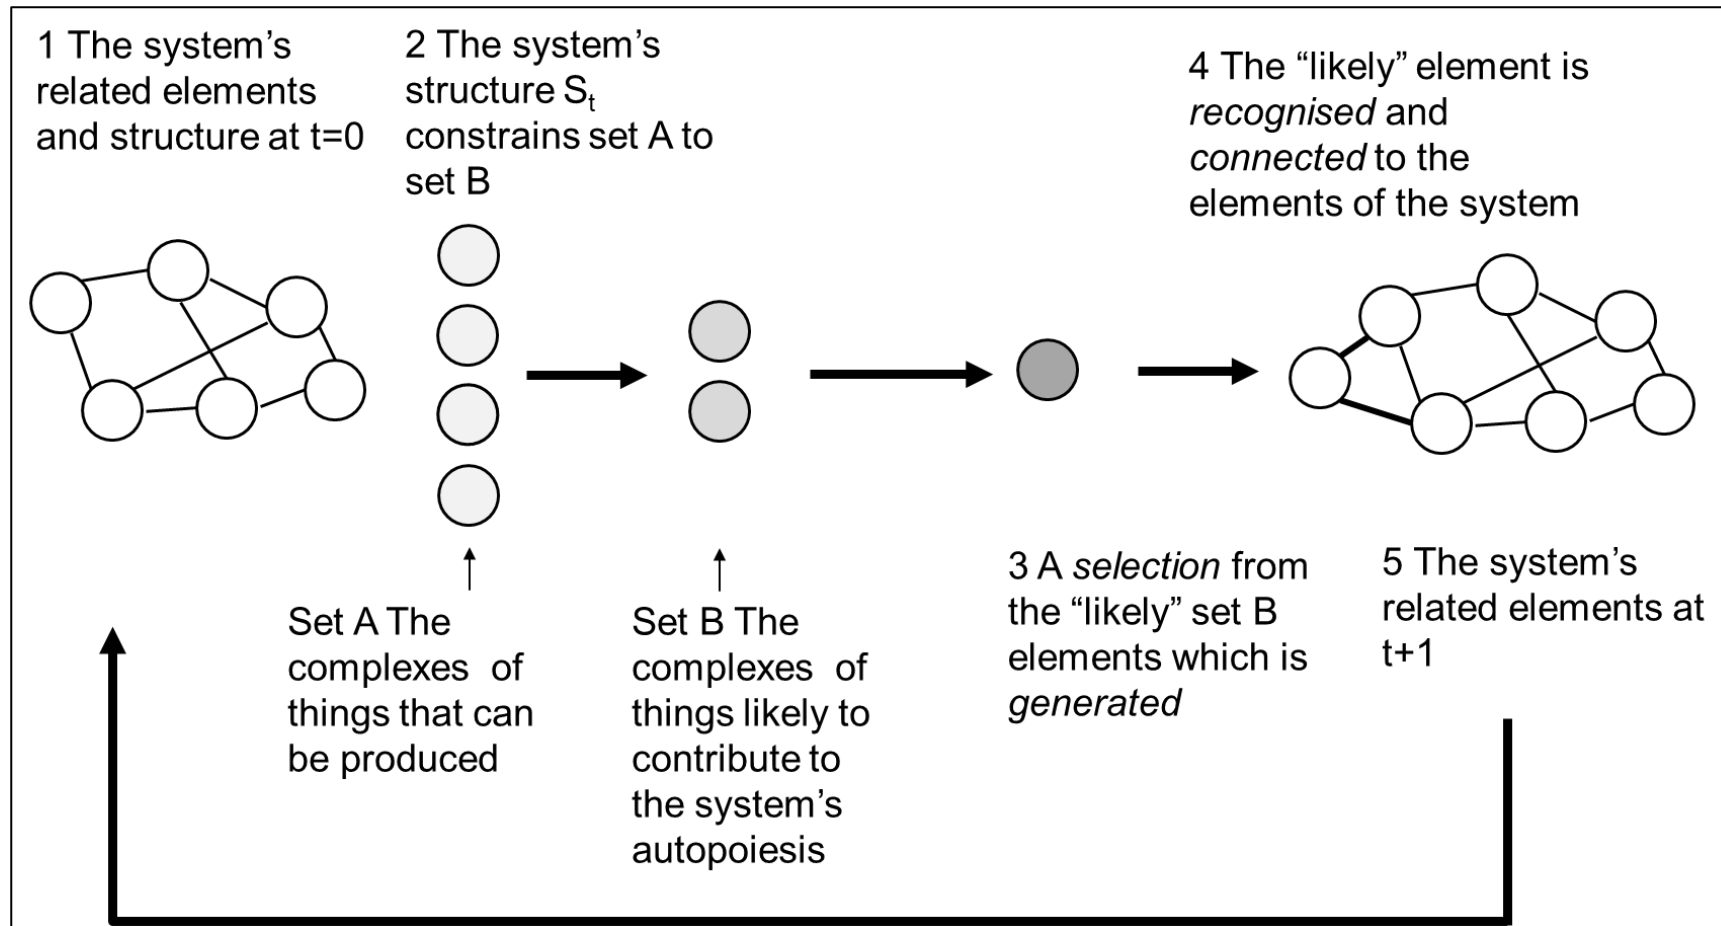 1 The system’s
related elements
and structure at t=0
2 The system’s
structure Sₜ
constrains set A to
set B
4 The “likely” element is
recognised and
connected to the
elements of the system
Set A The
complexes of
things that can
be produced
Set B The
complexes of
things likely to
contribute to
the system’s
autopoiesis
3 A selection from
the “likely” set B
elements which is
generated
5 The system’s
related elements at
t+1